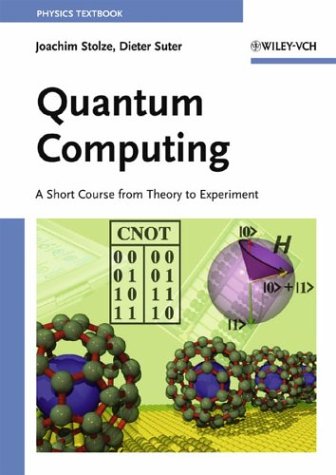 PHYSICS TEXTBOOK
Joachim Stolze, Dieter Suter
WILEY-VCH
Quantum
Computing
A Short Course from Theory to Experiment
CNOT
00 00
01 01
10 11
11 10
|0⟩
H
|0⟩+|1⟩
|1⟩